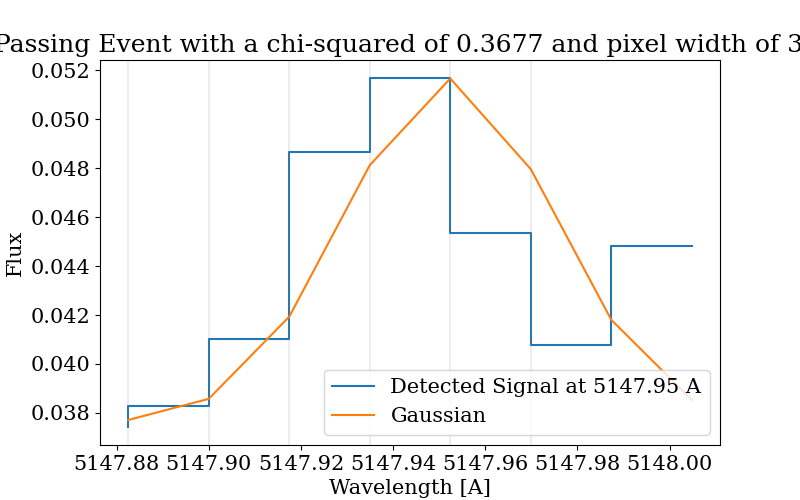 Passing Event with a chi-squared of 0.3677 and pixel width of 3
0.052
0.050
0.048
0.046
0.044
0.042
0.040
0.038
Flux
Detected Signal at 5147.95 A
Gaussian
5147.88 5147.90 5147.92 5147.94 5147.96 5147.98 5148.00
Wavelength [A]